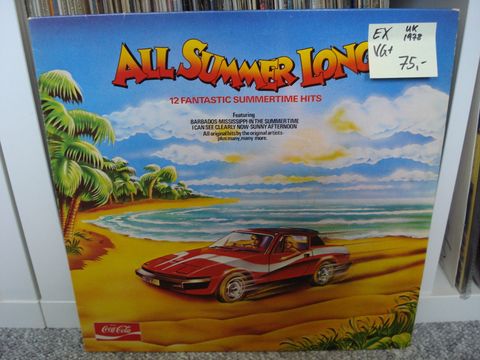 ALL SUMMER LONG
12 FANTASTIC SUMMERTIME HITS
Featuring
BARBADOS·MISSISSIPPI·IN THE SUMMERTIME
I CAN SEE CLEARLY NOW·SUNNY AFTERNOON
All original hits by the original artists
plus many, many more.
EX UK
VG+ 1978
75,-
Coca-Cola